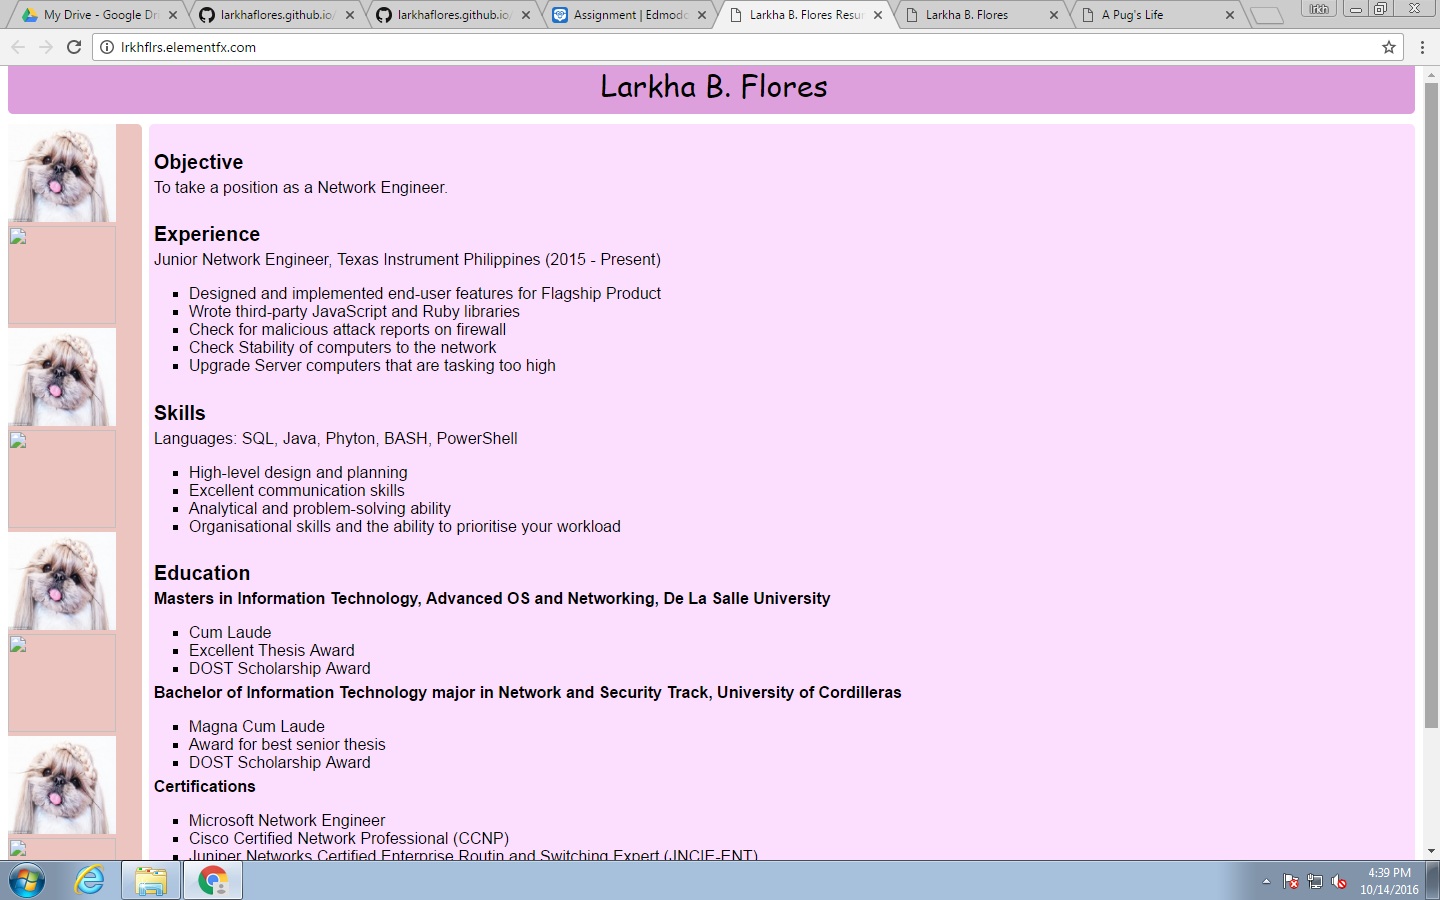 My Drive - Google Dr
larkhaflores.github.io/
larkhaflores.github.io/
Assignment | Edmodo
Larkha B. Flores Resum
Larkha B. Flores
A Pug's Life
lrkh
lrkhflrs.elementfx.com
Larkha B. Flores
Objective
To take a position as a Network Engineer.
Experience
Junior Network Engineer, Texas Instrument Philippines (2015 - Present)
Designed and implemented end-user features for Flagship Product
Wrote third-party JavaScript and Ruby libraries
Check for malicious attack reports on firewall
Check Stability of computers to the network
Upgrade Server computers that are tasking too high
Skills
Languages: SQL, Java, Phyton, BASH, PowerShell
High-level design and planning
Excellent communication skills
Analytical and problem-solving ability
Organisational skills and the ability to prioritise your workload
Education
Masters in Information Technology, Advanced OS and Networking, De La Salle University
Cum Laude
Excellent Thesis Award
DOST Scholarship Award
Bachelor of Information Technology major in Network and Security Track, University of Cordilleras
Magna Cum Laude
Award for best senior thesis
DOST Scholarship Award
Certifications
Microsoft Network Engineer
Cisco Certified Network Professional (CCNP)
Juniper Networks Certified Enterprise Routin and Switching Expert (JNCIE-ENT)
4:39 PM
10/14/2016